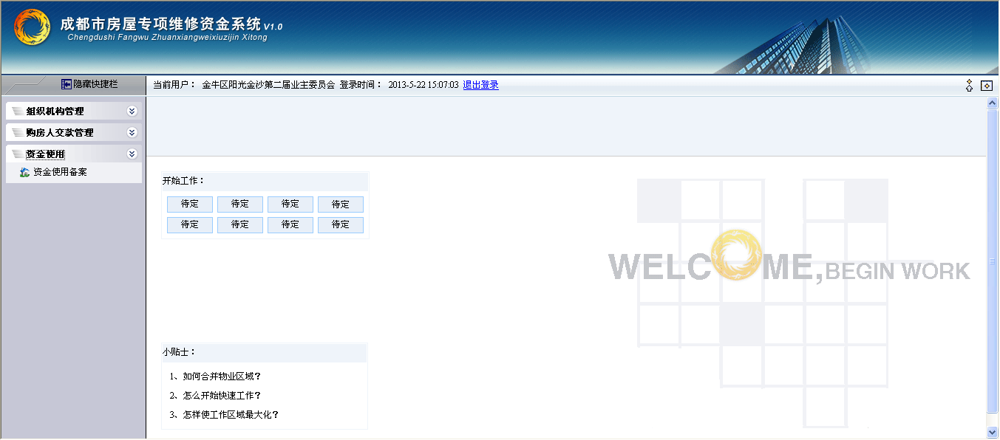 成都市房屋专项维修资金系统 V1.0
Chengdushi Fangwu Zhuanxiangweixiuzijin Xitong
隐藏快捷栏
当前用户： 金牛区阳光金沙第二届业主委员会 登录时间： 2013-5-22 15:07:03 退出登录
组织机构管理
购房人交款管理
资金使用
资金使用备案
开始工作：
待定 待定 待定 待定
待定 待定 待定 待定
WELCOME, BEGIN WORK
小贴士：
1、如何合并物业区域？
2、怎么开始快速工作？
3、怎样使工作区域最大化？